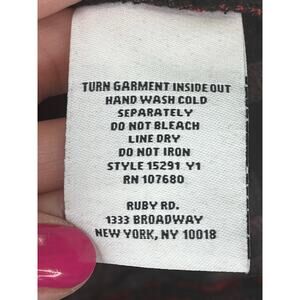 TURN GARMENT INSIDE OUT
HAND WASH COLD
SEPARATELY
DO NOT BLEACH
LINE DRY
DO NOT IRON
STYLE 15291 Y1
RN 107680
RUBY RD.
1333 BROADWAY
NEW YORK, NY 10018